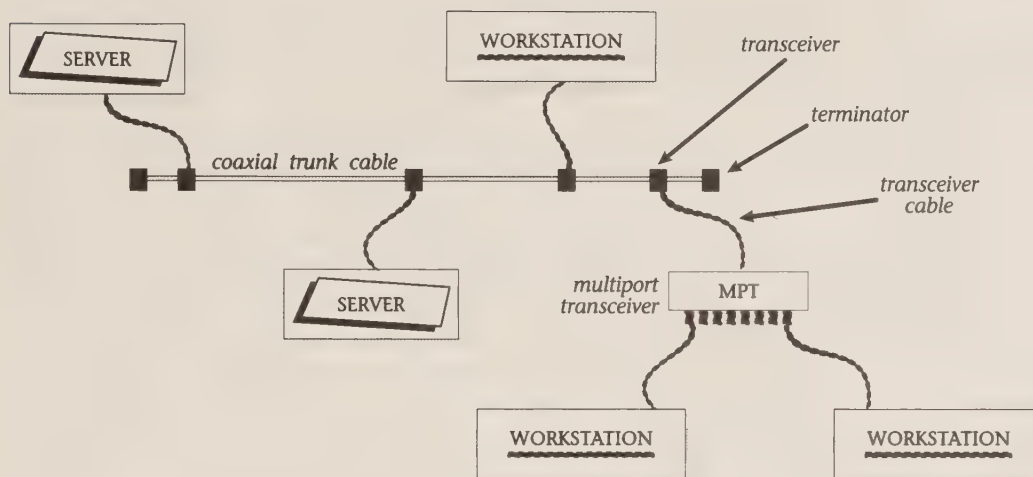 WORKSTATION
transceiver
SERVER
terminator
coaxial trunk cable
transceiver
cable
multiport
transceiver
MPT
SERVER
WORKSTATION
WORKSTATION